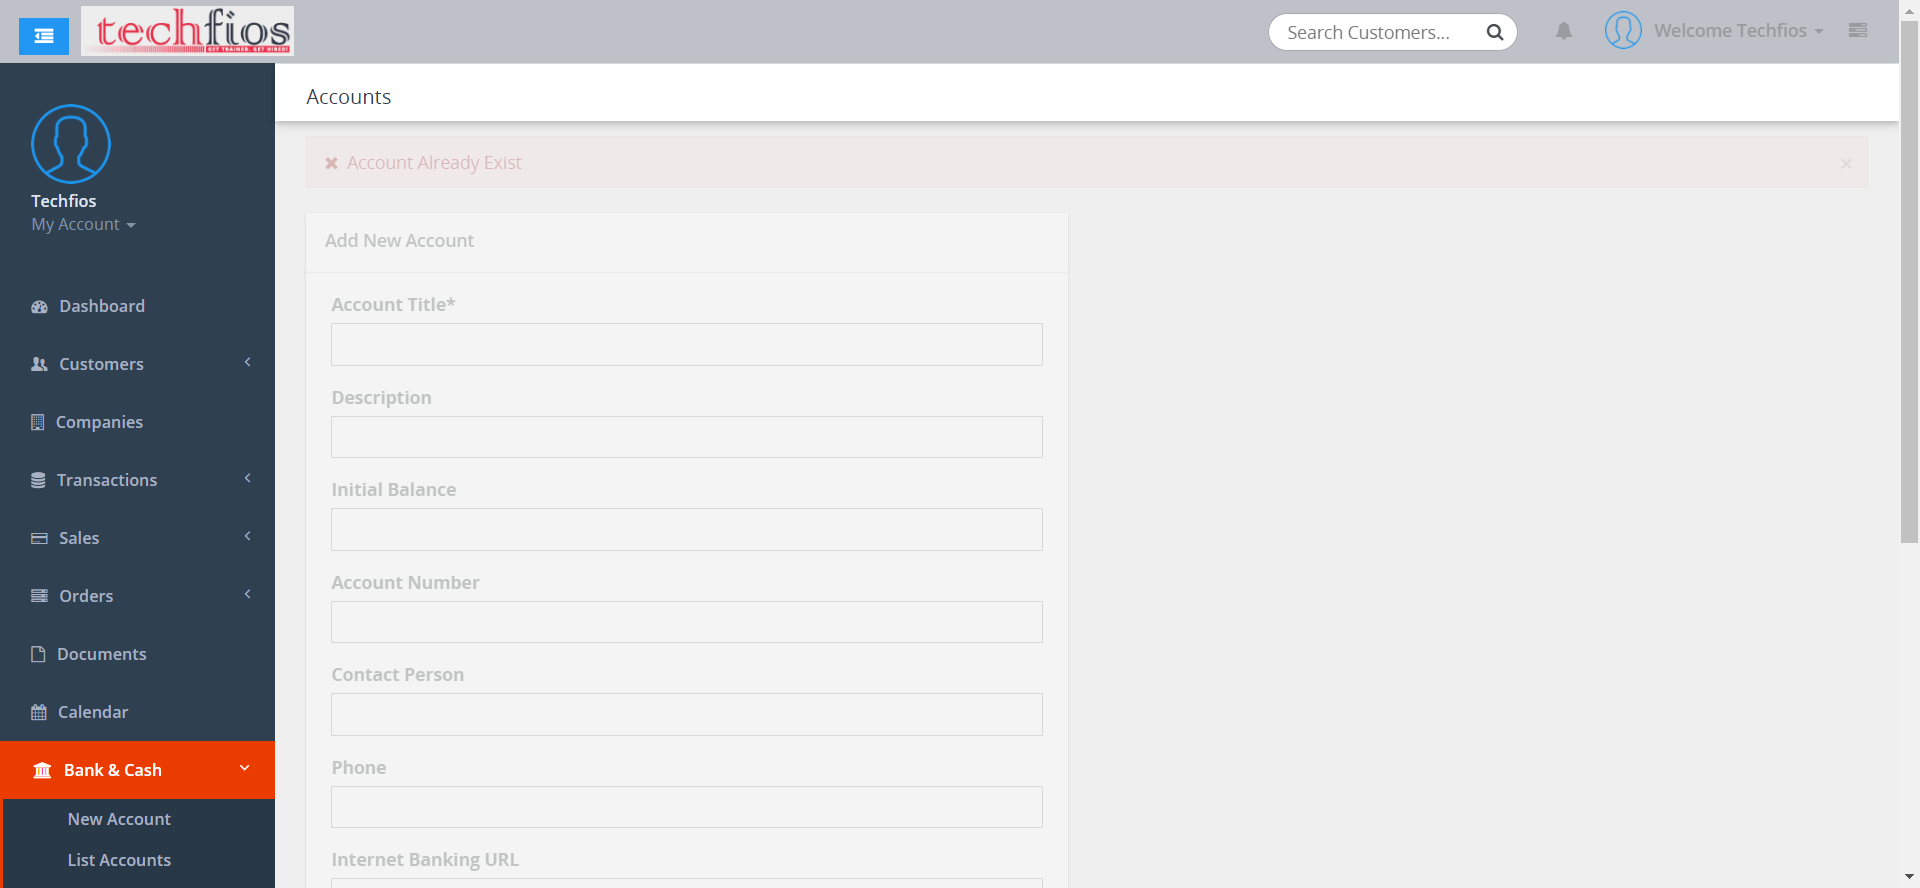 techfios
GET TRAINED. GET HIRED!
Search Customers...
Welcome Techfios
Techfios
My Account
Dashboard
Customers
Companies
Transactions
Sales
Orders
Documents
Calendar
Bank & Cash
New Account
List Accounts
Accounts
Account Already Exist
×
Add New Account
Account Title*
Description
Initial Balance
Account Number
Contact Person
Phone
Internet Banking URL